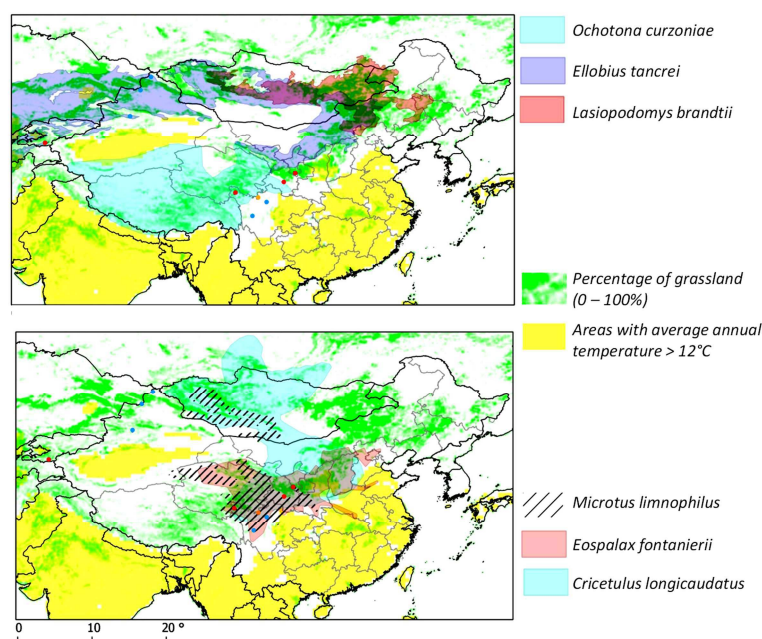 Ochotona curzoniae
Ellobius tancrei
Lasiopodomys brandtii
Percentage of grassland
(0 – 100%)
Areas with average annual
temperature > 12°C
Microtus limnophilus
Eospalax fontanierii
Cricetulus longicaudatus
0 10 20 °